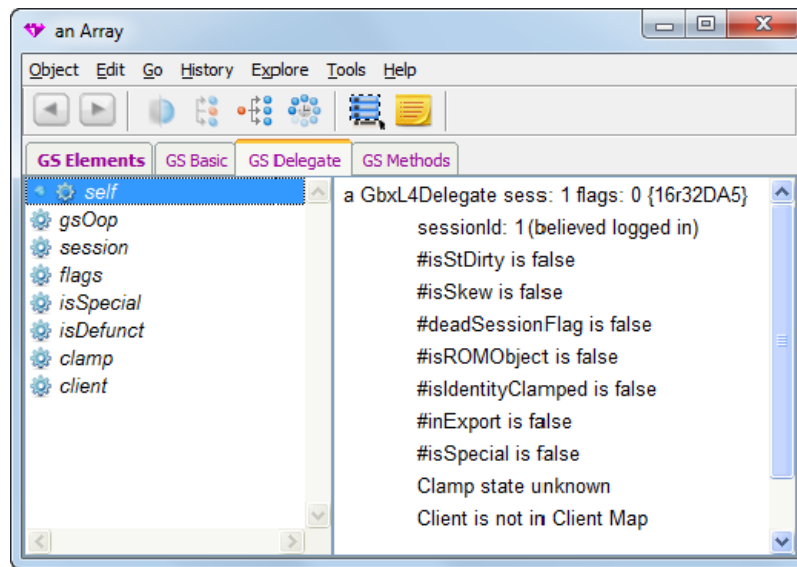 an Array
Object Edit Go History Explore Tools Help
GS Elements GS Basic GS Delegate GS Methods
self
gsOop
session
flags
isSpecial
isDefunct
clamp
client
a GbxL4Delegate sess: 1 flags: 0 {16r32DA5}
sessionId: 1 (believed logged in)
#isStDirty is false
#isSkew is false
#deadSessionFlag is false
#isROMObject is false
#isIdentityClamped is false
#inExport is false
#isSpecial is false
Clamp state unknown
Client is not in Client Map